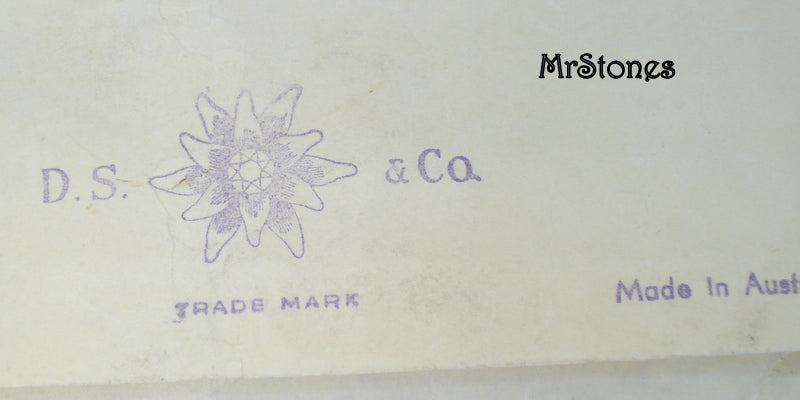 MrStones
D.S. & Co.
TRADE MARK
Made In Aust